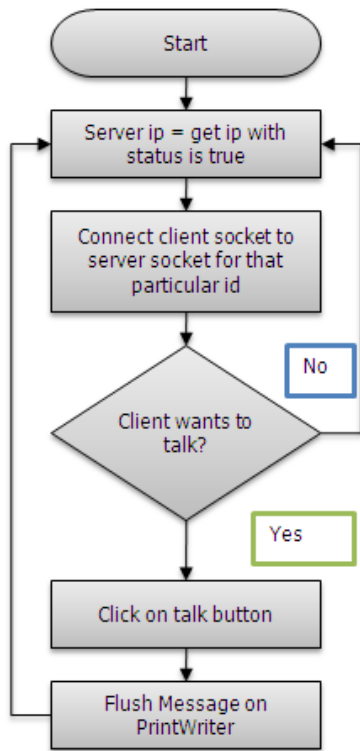 Start
Server ip = get ip with
status is true
Connect client socket to
server socket for that
particular id
No
Client wants to
talk?
Yes
Click on talk button
Flush Message on
PrintWriter